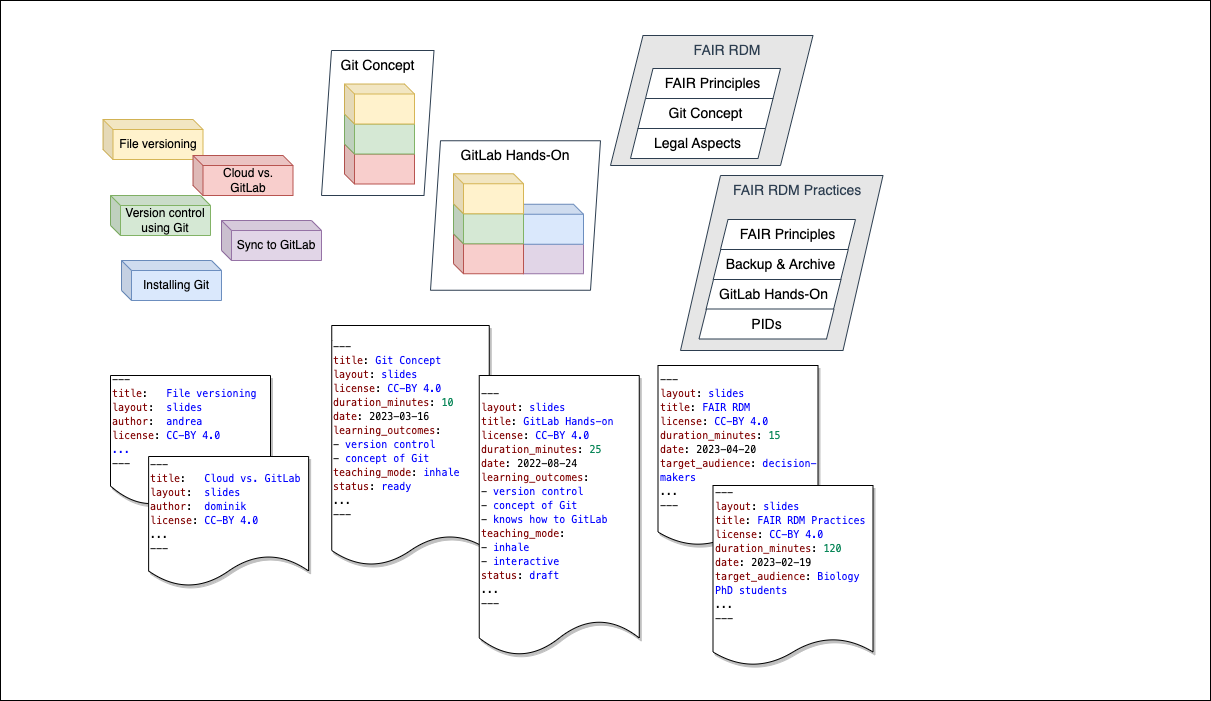 File versioning
Cloud vs.
GitLab
Version control
using Git
Sync to GitLab
Installing Git
Git Concept
GitLab Hands-On
FAIR RDM
FAIR Principles
Git Concept
Legal Aspects
FAIR RDM Practices
FAIR Principles
Backup & Archive
GitLab Hands-On
PIDs
---
title: File versioning
layout: slides
author: andrea
license: CC-BY 4.0
...
---
---
title: Cloud vs. GitLab
layout: slides
author: dominik
license: CC-BY 4.0
...
---
---
title: Git Concept
layout: slides
license: CC-BY 4.0
duration_minutes: 10
date: 2023-03-16
learning_outcomes:
- version control
- concept of Git
teaching_mode: inhale
status: ready
...
---
---
layout: slides
title: GitLab Hands-on
license: CC-BY 4.0
duration_minutes: 25
date: 2022-08-24
learning_outcomes:
- version control
- concept of Git
- knows how to GitLab
teaching_mode:
- inhale
- interactive
status: draft
...
---
---
layout: slides
title: FAIR RDM
license: CC-BY 4.0
duration_minutes: 15
date: 2023-04-20
target_audience: decision-
makers
...
---
---
layout: slides
title: FAIR RDM Practices
license: CC-BY 4.0
duration_minutes: 120
date: 2023-02-19
target_audience: Biology
PhD students
...
---